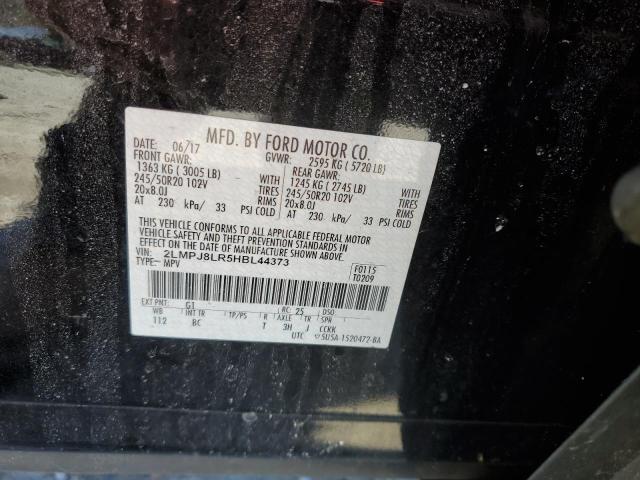 MFD. BY FORD MOTOR CO.
DATE: 06/17 GVWR: 2595 KG ( 5720 LB)
FRONT GAWR: REAR GAWR:
1363 KG ( 3005 LB) WITH 1245 KG ( 2745 LB) WITH
245/50R20 102V TIRES 245/50R20 102V TIRES
20x8.0J RIMS 20x8.0J RIMS
AT 230 kPa/ 33 PSI COLD AT 230 kPa/ 33 PSI COLD
THIS VEHICLE CONFORMS TO ALL APPLICABLE FEDERAL MOTOR
VEHICLE SAFETY AND THEFT PREVENTION STANDARDS IN
EFFECT ON THE DATE OF MANUFACTURE SHOWN ABOVE.
VIN: 2LMPJ8LR5HBL44373 F0115
TYPE- MPV T0209
EXT PNT: G1 RC: 25 DSO
WB INT TR TP/PS R AXLE TR SPR
112 BC T 3H J CCKK
UTC 5U5A-1520472-BA